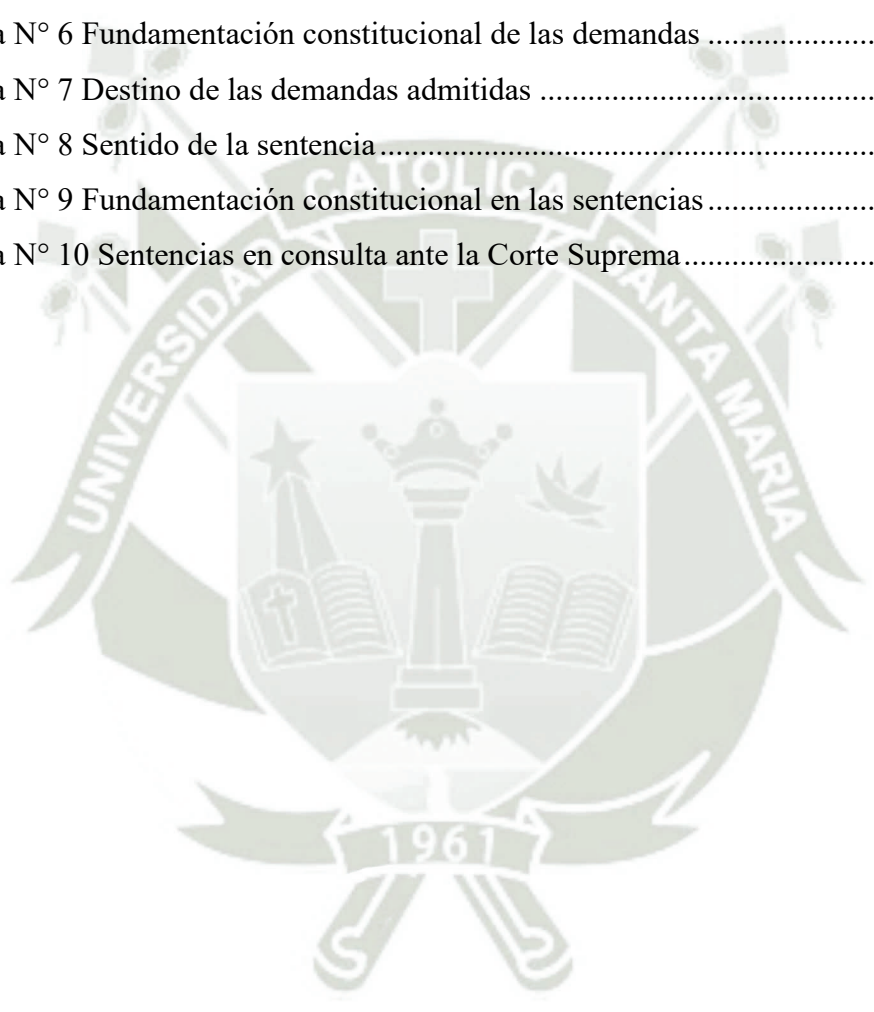 a N° 6 Fundamentación constitucional de las demandas ....................
a N° 7 Destino de las demandas admitidas .........................................
a N° 8 Sentido de la sentencia.............................................................
a N° 9 Fundamentación constitucional en las sentencias....................
a N° 10 Sentencias en consulta ante la Corte Suprema.......................
UNIVERSIDAD CATOLICA SANTA MARIA
1961